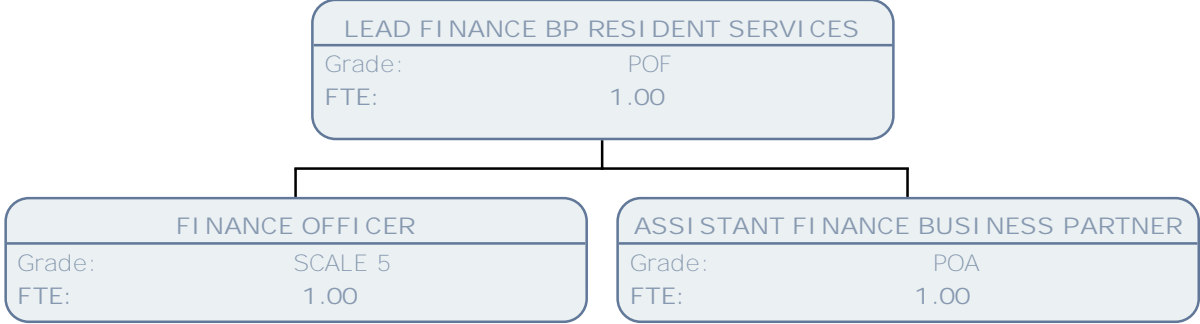 LEAD FINANCE BP RESIDENT SERVICES
Grade: POF
FTE: 1.00
FINANCE OFFICER
Grade: SCALE 5
FTE: 1.00
ASSISTANT FINANCE BUSINESS PARTNER
Grade: POA
FTE: 1.00